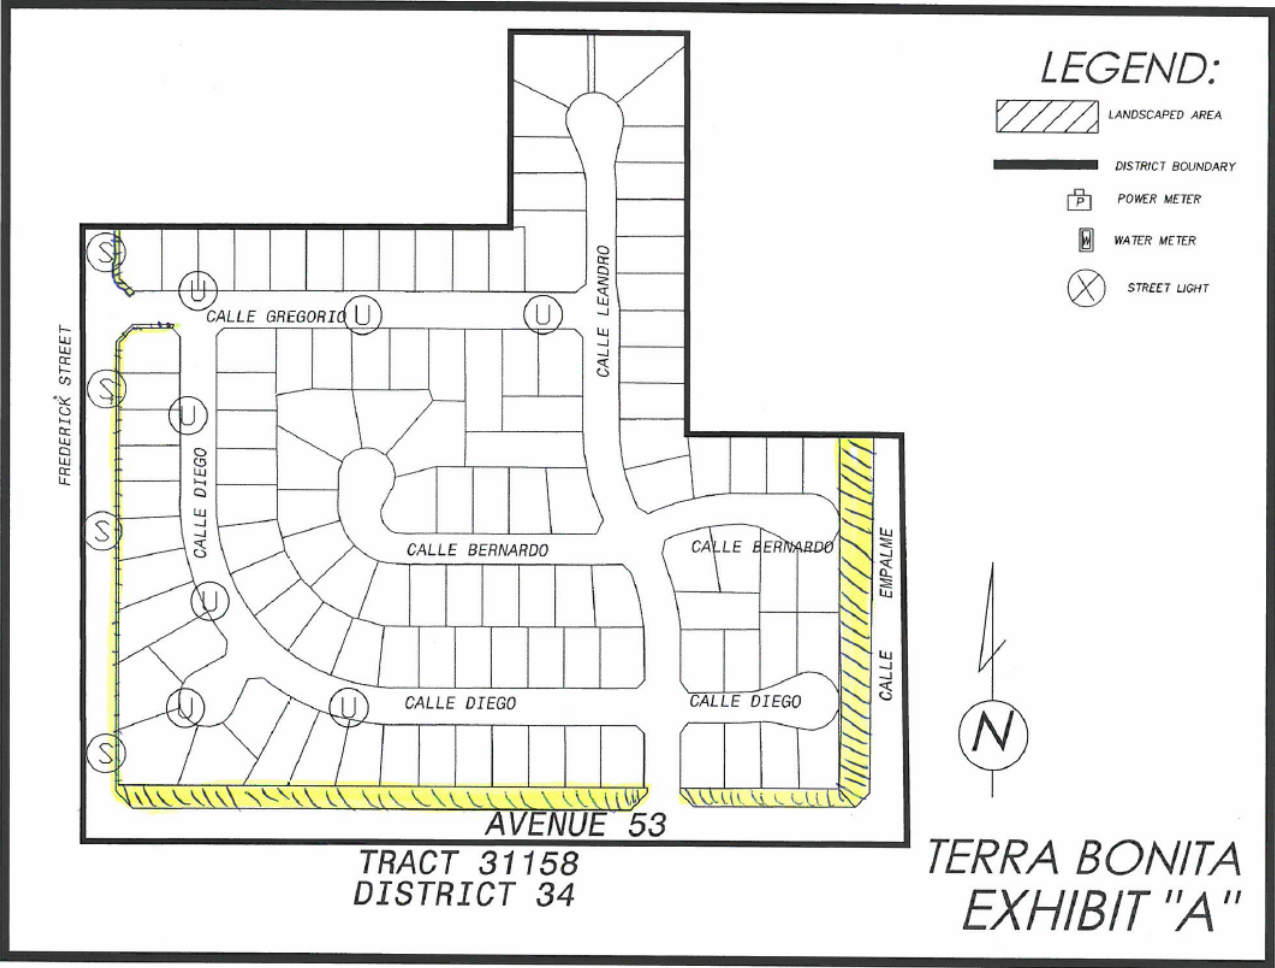 LEGEND:
LANDSCAPED AREA
DISTRICT BOUNDARY
P
POWER METER
W
WATER METER
STREET LIGHT
S
U
CALLE GREGORIO
U
U
CALLE LEANDRO
FREDERICK STREET
S
U
CALLE DIEGO
S
CALLE BERNARDO
CALLE BERNARDO
CALLE EMPALME
U
CALLE DIEGO
CALLE DIEGO
U
U
S
N
AVENUE 53
TRACT 31158
DISTRICT 34
TERRA BONITA
EXHIBIT "A"